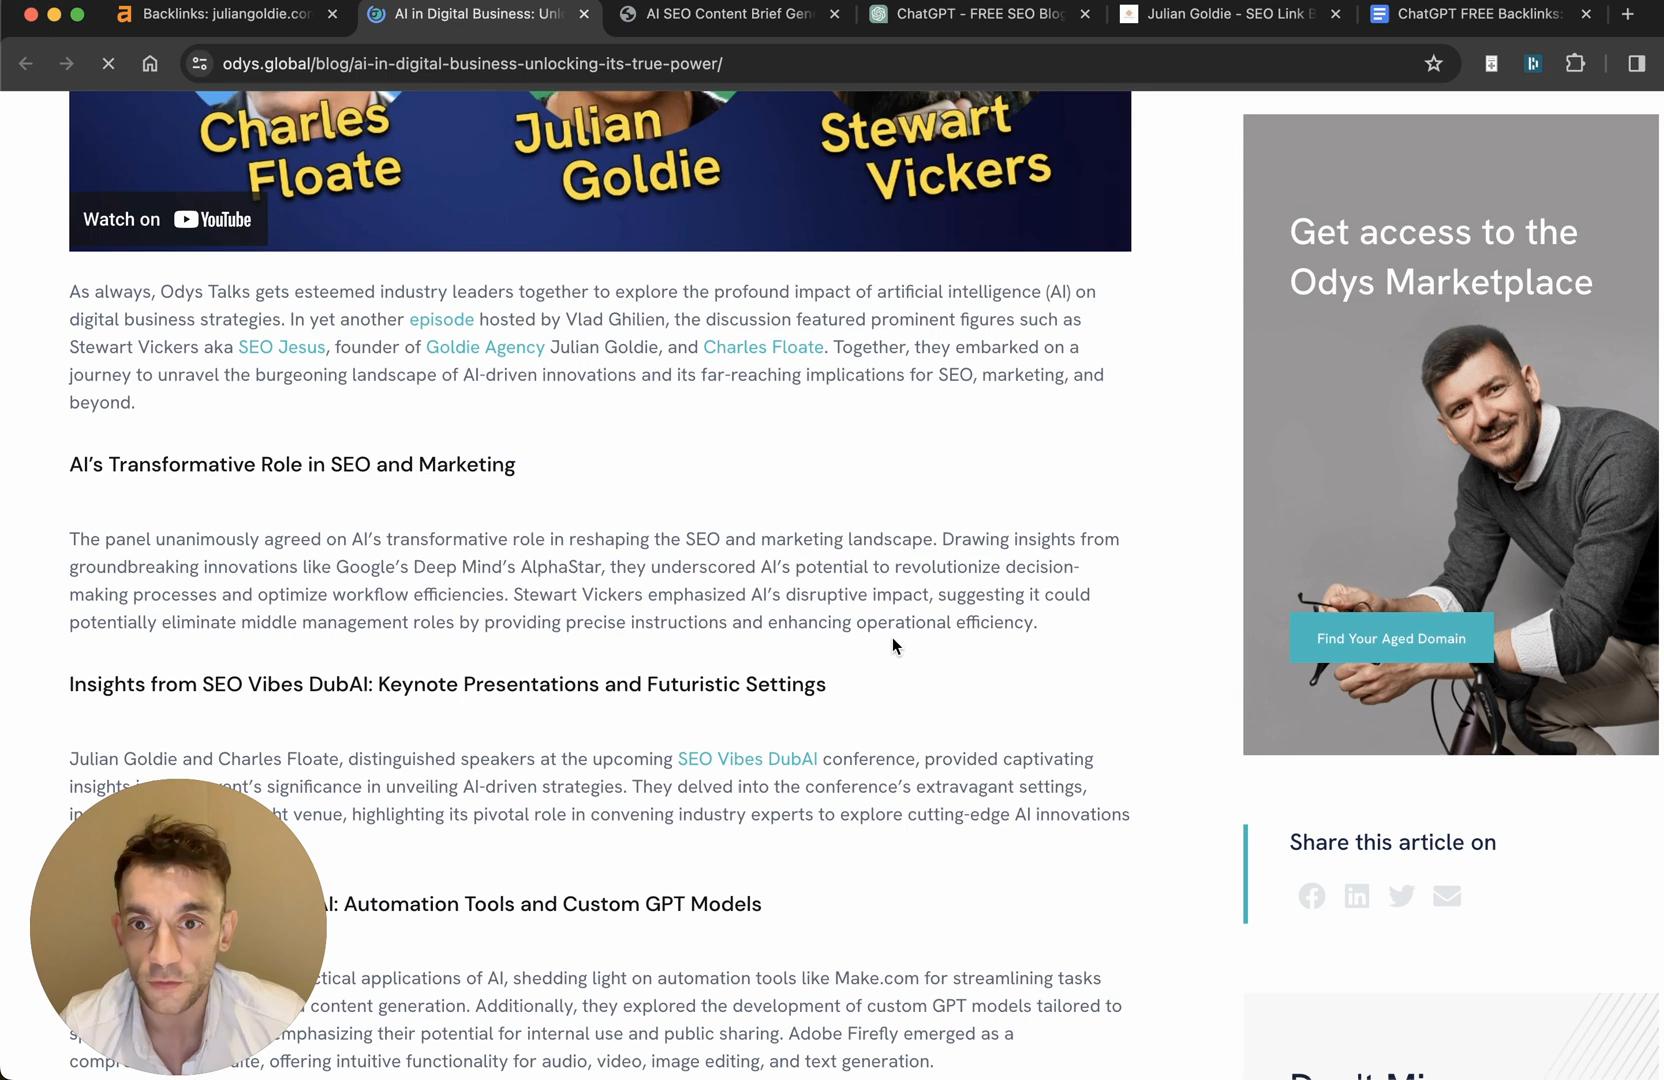 Backlinks: juliangoldie.co
AI in Digital Business: Unl
AI SEO Content Brief Gen
ChatGPT - FREE SEO Blog
Julian Goldie - SEO Link B
ChatGPT FREE Backlinks:
odys.global/blog/ai-in-digital-business-unlocking-its-true-power/
Charles
Floate
Julian
Goldie
Stewart
Vickers
Watch on YouTube
As always, Odys Talks gets esteemed industry leaders together to explore the profound impact of artificial intelligence (AI) on
digital business strategies. In yet another episode hosted by Vlad Ghilien, the discussion featured prominent figures such as
Stewart Vickers aka SEO Jesus, founder of Goldie Agency Julian Goldie, and Charles Floate. Together, they embarked on a
journey to unravel the burgeoning landscape of AI-driven innovations and its far-reaching implications for SEO, marketing, and
beyond.
AI’s Transformative Role in SEO and Marketing
The panel unanimously agreed on AI’s transformative role in reshaping the SEO and marketing landscape. Drawing insights from
groundbreaking innovations like Google’s Deep Mind’s AlphaStar, they underscored AI’s potential to revolutionize decision-
making processes and optimize workflow efficiencies. Stewart Vickers emphasized AI’s disruptive impact, suggesting it could
potentially eliminate middle management roles by providing precise instructions and enhancing operational efficiency.
Insights from SEO Vibes DubAI: Keynote Presentations and Futuristic Settings
Julian Goldie and Charles Floate, distinguished speakers at the upcoming SEO Vibes DubAI conference, provided captivating
insights significance in unveiling AI-driven strategies. They delved into the conference’s extravagant settings,
venue, highlighting its pivotal role in convening industry experts to explore cutting-edge AI innovations
AI: Automation Tools and Custom GPT Models
applications of AI, shedding light on automation tools like Make.com for streamlining tasks
content generation. Additionally, they explored the development of custom GPT models tailored to
emphasizing their potential for internal use and public sharing. Adobe Firefly emerged as a
offering intuitive functionality for audio, video, image editing, and text generation.
Get access to the
Odys Marketplace
Find Your Aged Domain
Share this article on